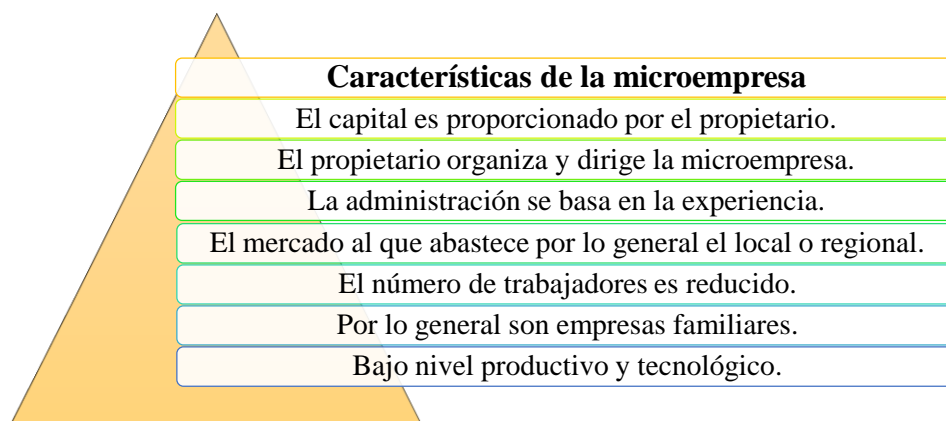 Características de la microempresa
El capital es proporcionado por el propietario.
El propietario organiza y dirige la microempresa.
La administración se basa en la experiencia.
El mercado al que abastece por lo general el local o regional.
El número de trabajadores es reducido.
Por lo general son empresas familiares.
Bajo nivel productivo y tecnológico.